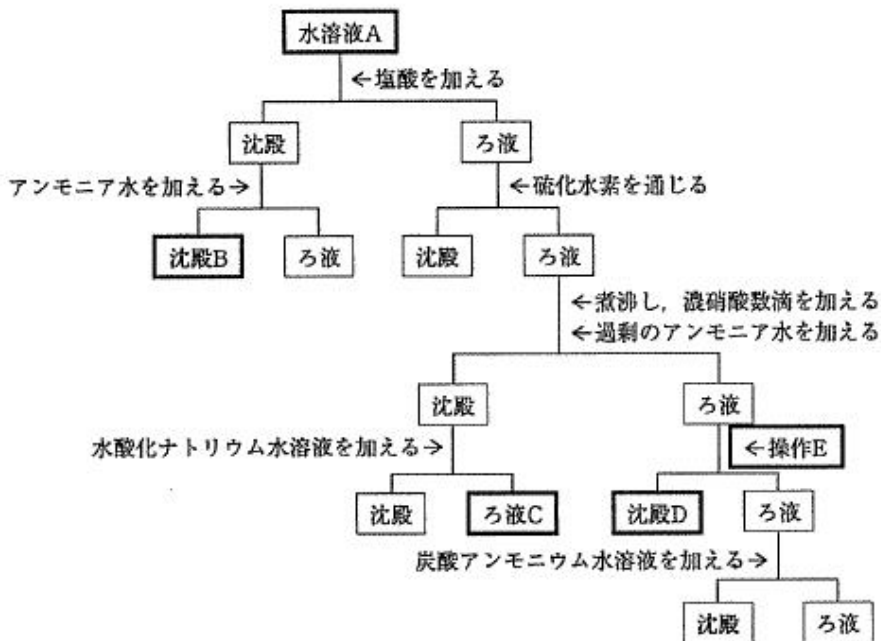 水溶液A
←塩酸を加える
沈殿
ろ液
アンモニア水を加える→
←硫化水素を通じる
沈殿B
ろ液
沈殿
ろ液
←煮沸し，濃硝酸数滴を加える
←過剰のアンモニア水を加える
沈殿
ろ液
水酸化ナトリウム水溶液を加える→
←操作E
沈殿
ろ液C
沈殿D
ろ液
炭酸アンモニウム水溶液を加える→
沈殿
ろ液